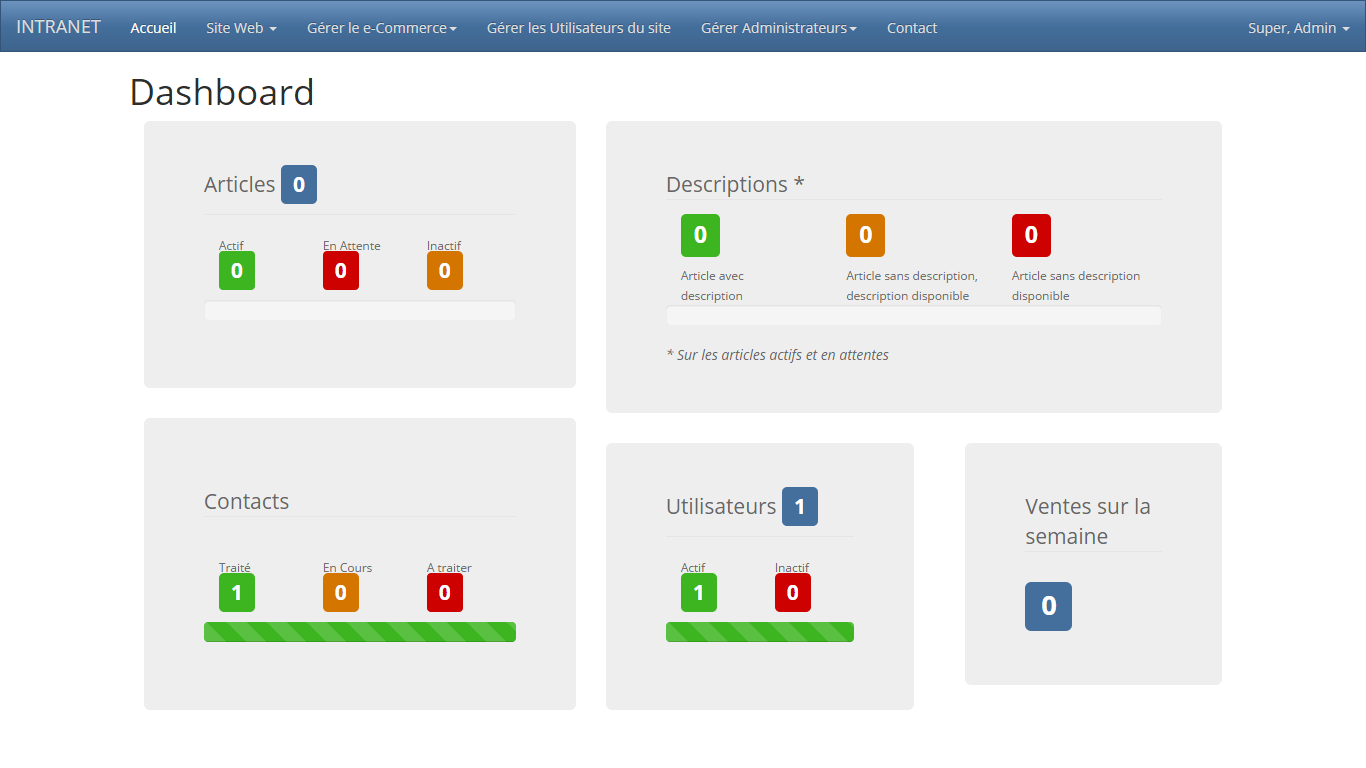 INTRANET Accueil Site Web Gérer le e-Commerce Gérer les Utilisateurs du site Gérer Administrateurs Contact Super, Admin
Dashboard
Articles 0
Actif En Attente Inactif
0 0 0
Descriptions *
0 0 0
Article avec description
Article sans description, description disponible
Article sans description disponible
* Sur les articles actifs et en attentes
Contacts
Traité En Cours A traiter
1 0 0
Utilisateurs 1
Actif Inactif
1 0
Ventes sur la
semaine
0